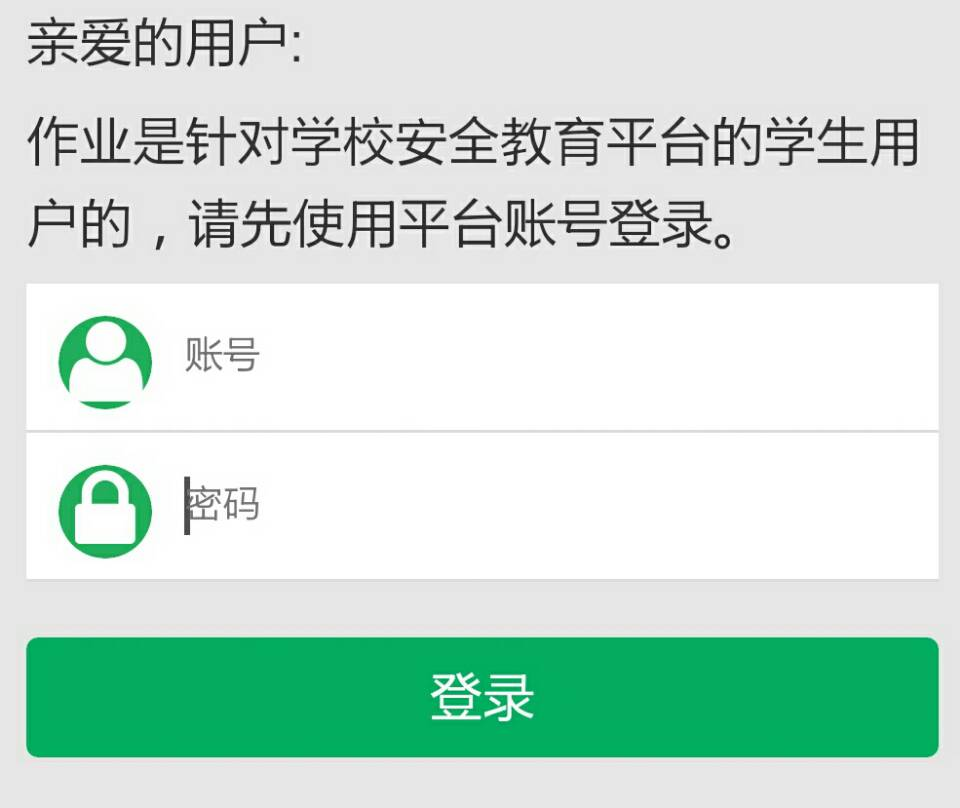 亲爱的用户:
作业是针对学校安全教育平台的学生用
户的，请先使用平台账号登录。
账号
密码
登录